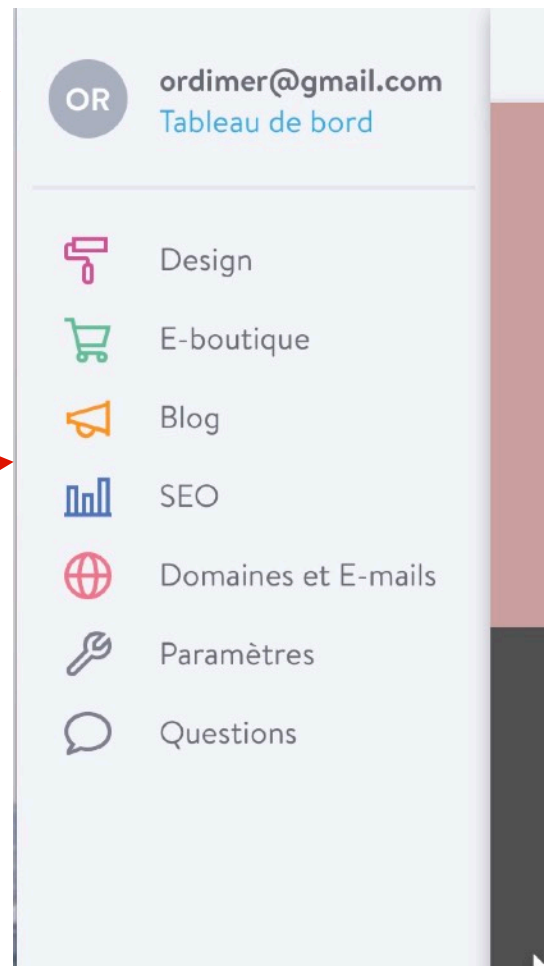 OR
ordimer@gmail.com
Tableau de bord
Design
E-boutique
Blog
SEO
Domaines et E-mails
Paramètres
Questions